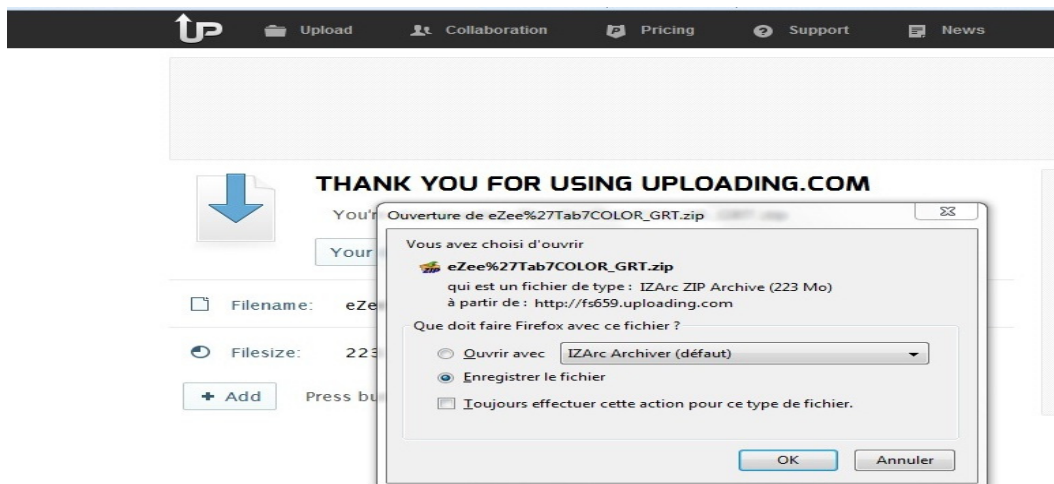 UP Upload Collaboration Pricing Support News
THANK YOU FOR USING UPLOADING.COM
Your
Ouverture de eZee%27Tab7COLOR_GRT.zip
Vous avez choisi d'ouvrir
eZee%27Tab7COLOR_GRT.zip
qui est un fichier de type : IZArc ZIP Archive (223 Mo)
à partir de : http://fs659.uploading.com
Que doit faire Firefox avec ce fichier ?
Ouvrir avec IZArc Archiver (défaut)
Enregistrer le fichier
Toujours effectuer cette action pour ce type de fichier.
OK Annuler
Filename: eZee
Filesize: 223
+ Add Press bu